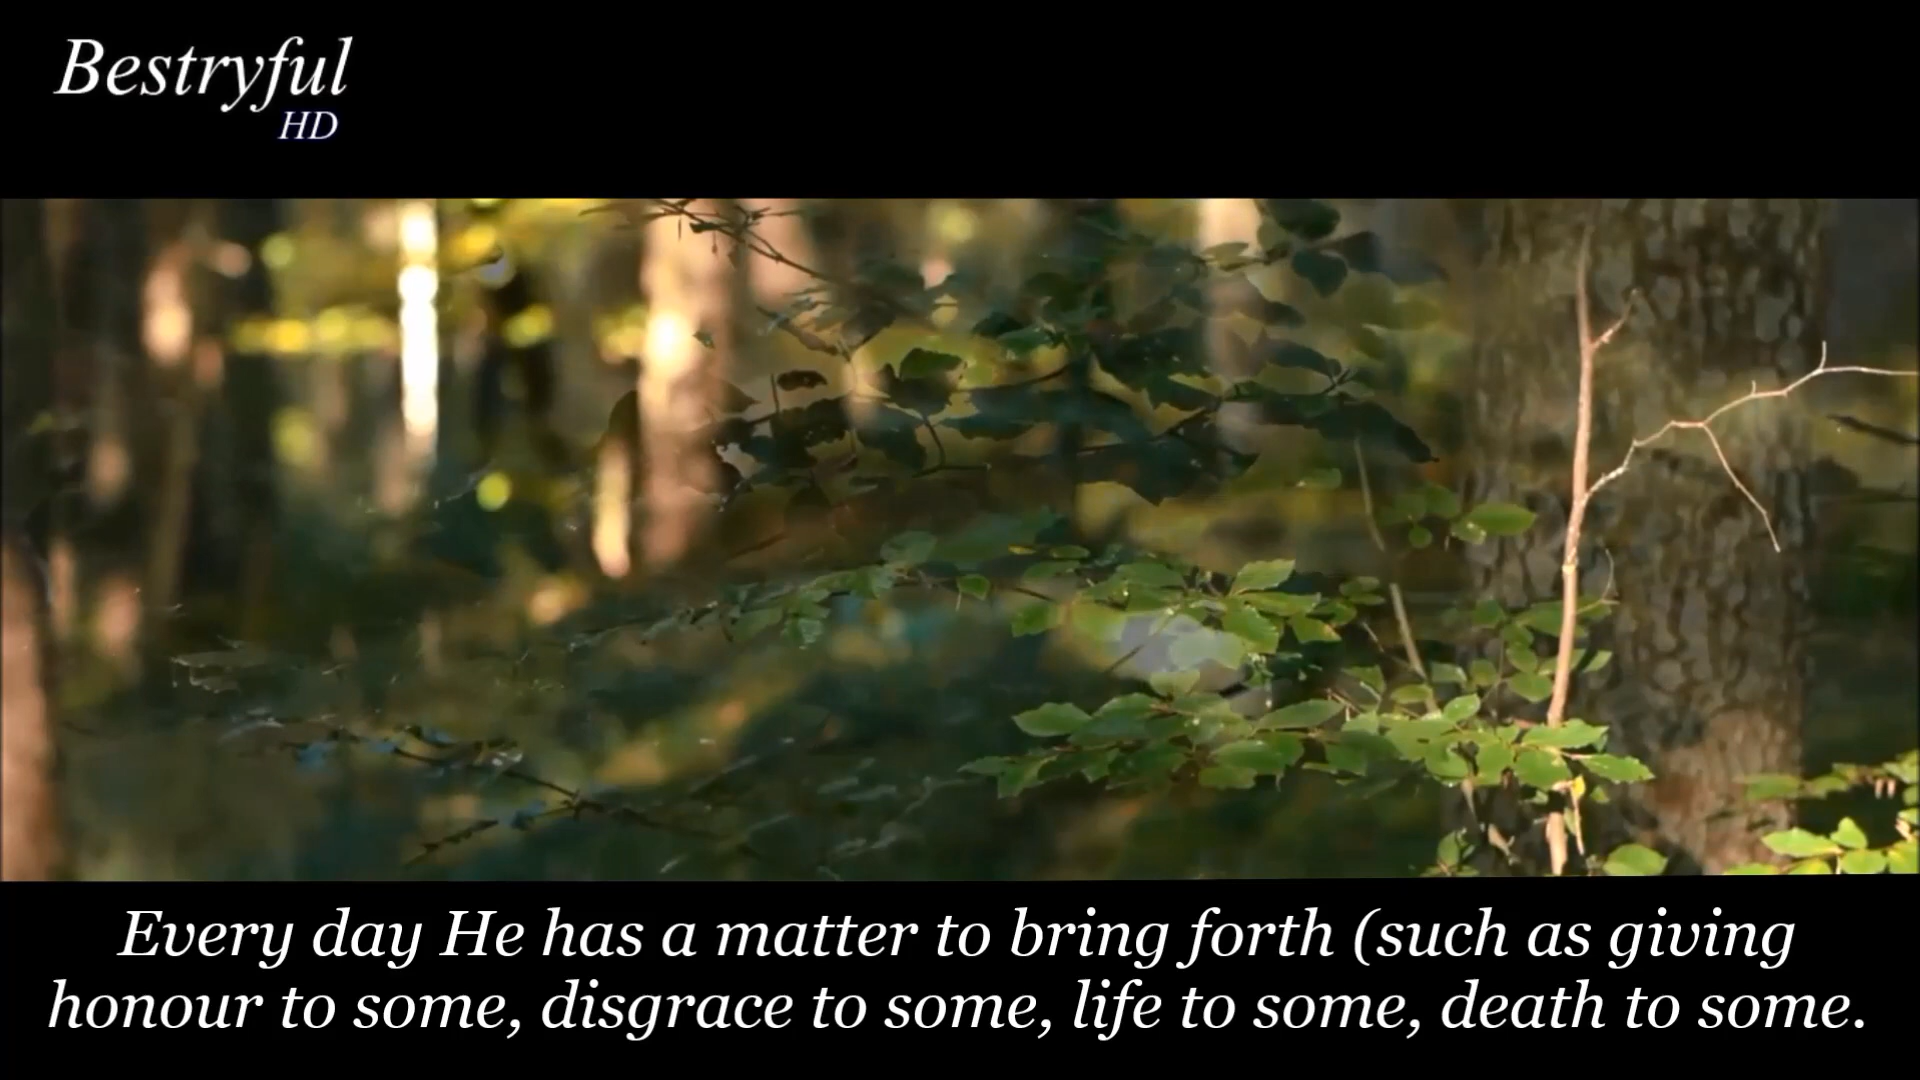 Bestryful
HD
Every day He has a matter to bring forth (such as giving
honour to some, disgrace to some, life to some, death to some.